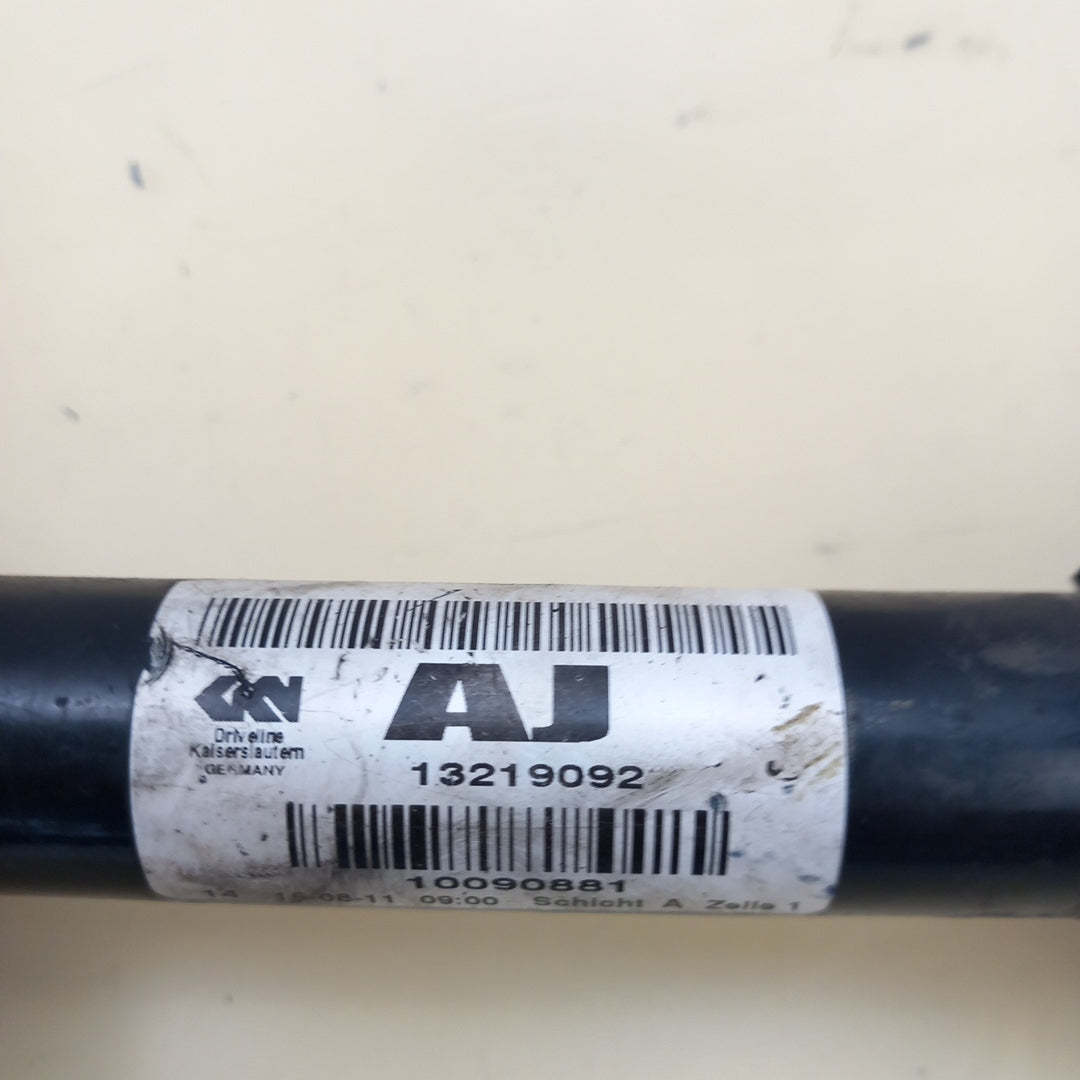 GKN
AJ
Driveline
Kaiserslautern
GERMANY
13219092
10090881
14 15-08-11 09:00 Schicht A Zelle 1